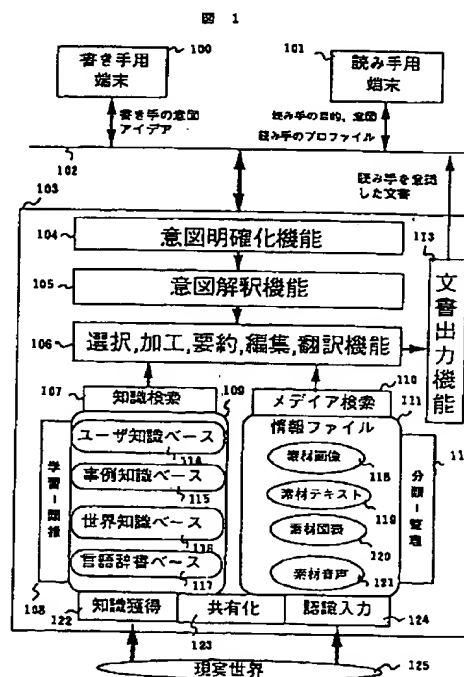 図 1
100
書き手用
端末
101
読み手用
端末
書き手の意図
アイデア
読み手の目的, 意図
読み手のプロファイル
102
103
読み手を意識
した文書
104
意図明確化機能
113
105
意図解釈機能
文書出力機能
106
選択,加工,要約,編集,翻訳機能
107
知識検索
109
110
メディア検索
111
情報ファイル
ユーザ知識ベース
114
素材画像
118
事例知識ベース
115
素材テキスト
119
世界知識ベース
116
素材図表
120
言語辞書ベース
117
素材音声
121
分類-管理
11
108
122
知識獲得
共有化
認識入力
124
123
現実世界
125